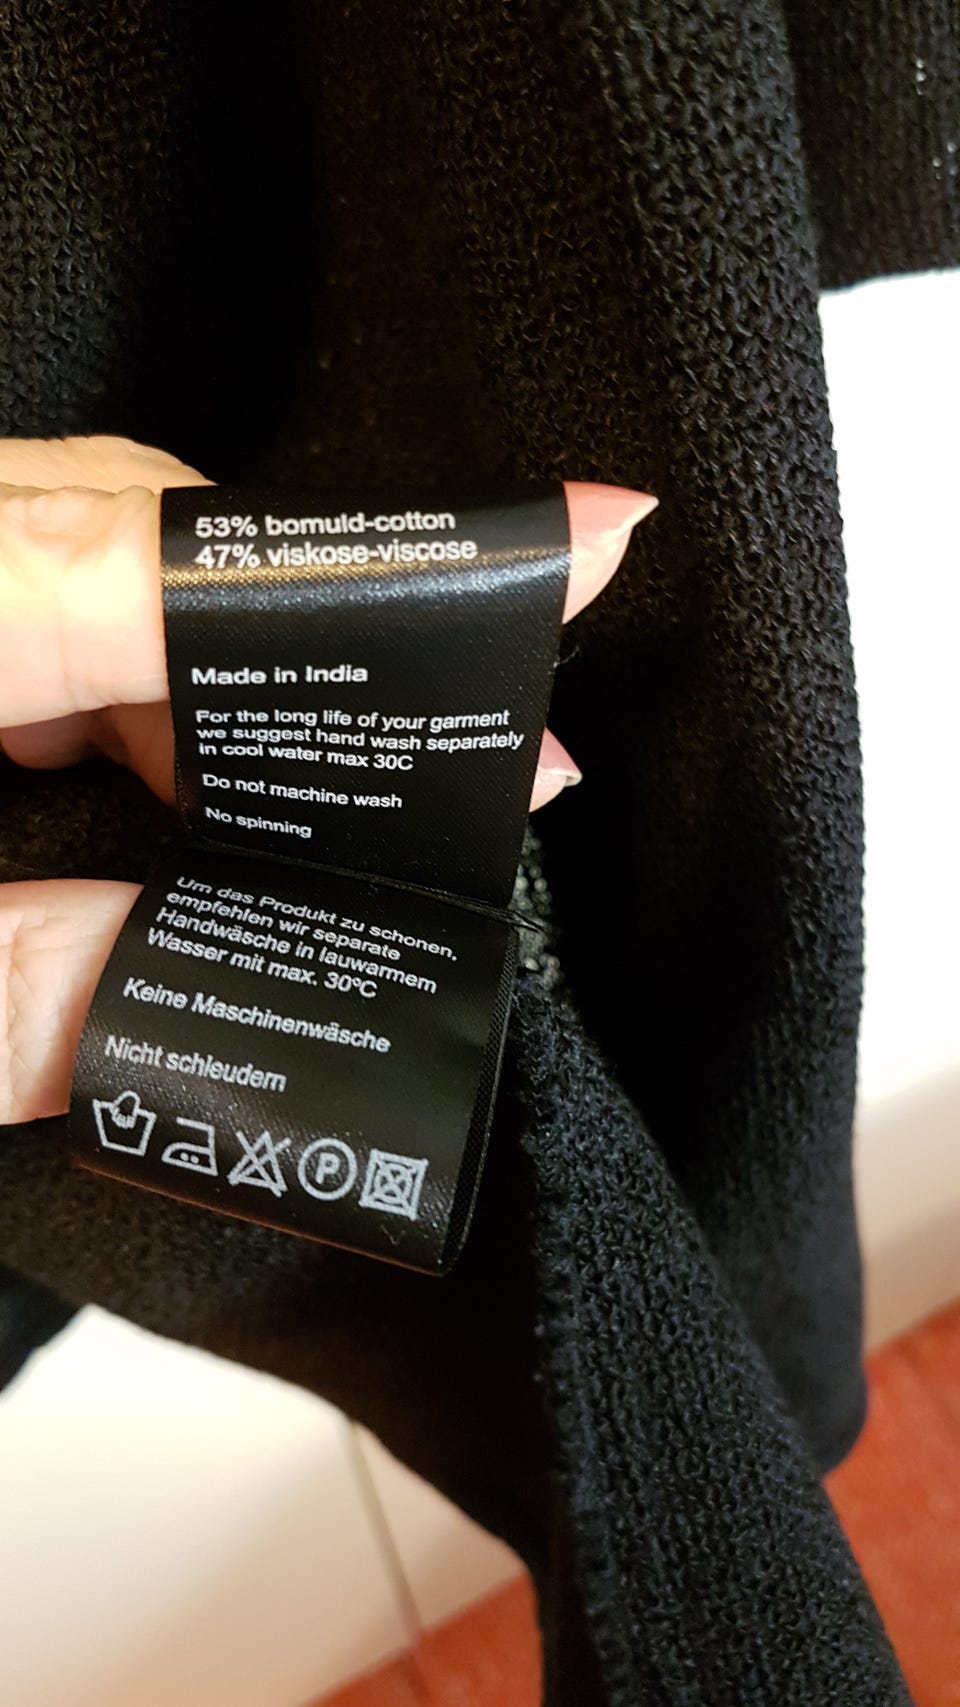 53% bomuld-cotton
47% viskose-viscose
Made in India
For the long life of your garment
we suggest hand wash separately
in cool water max 30C
Do not machine wash
No spinning
Um das Produkt zu schonen,
empfehlen wir separate
Handwäsche in lauwarmem
Wasser mit max. 30°C
Keine Maschinenwäsche
Nicht schleudern
P